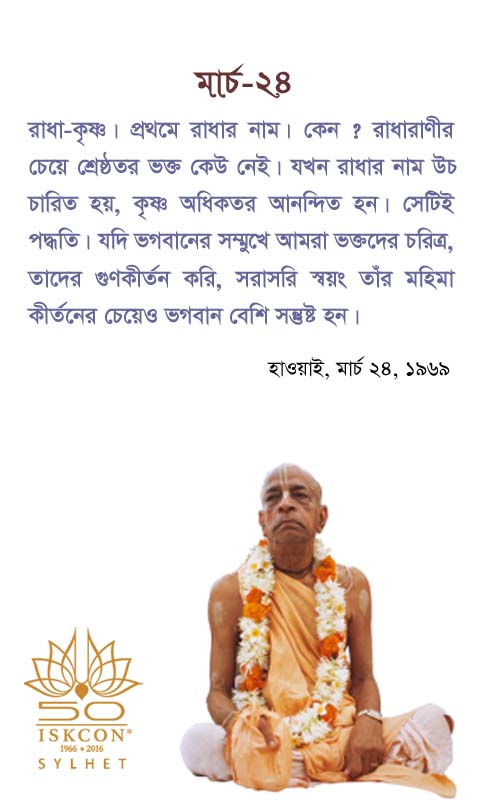 মার্চ-২৪
রাধা-কৃষ্ণ। প্রথমে রাধার নাম। কেন ? রাধারাণীর
চেয়ে শ্রেষ্ঠতর ভক্ত কেউ নেই। যখন রাধার নাম উচ
চারিত হয়, কৃষ্ণ অধিকতর আনন্দিত হন। সেটিই
পদ্ধতি। যদি ভগবানের সম্মুখে আমরা ভক্তদের চরিত্র,
তাদের গুণকীর্তন করি, সরাসরি স্বয়ং তাঁর মহিমা
কীর্তনের চেয়েও ভগবান বেশি সন্তুষ্ট হন।
হাওয়াই, মার্চ ২৪, ১৯৬৯
50
ISKCON®
1966 • 2016
SYLHET